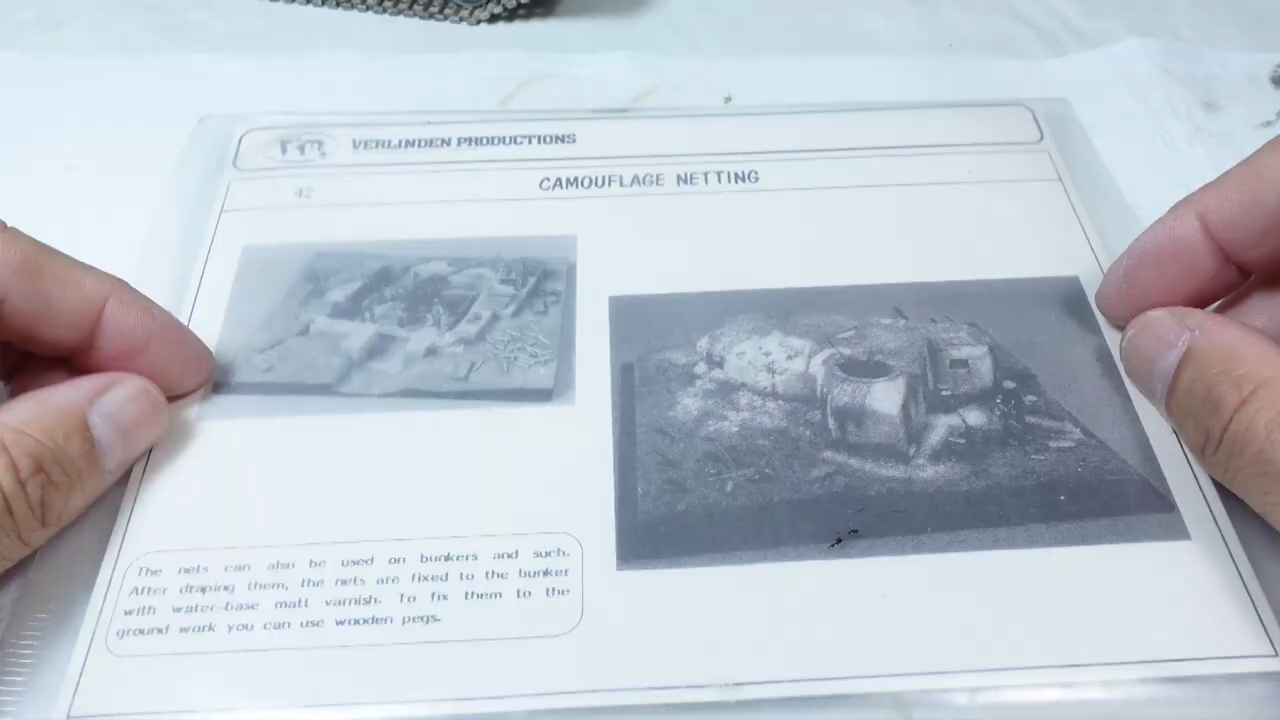 VERLINDEN PRODUCTIONS
42
CAMOUFLAGE NETTING
The nets can also be used on bunkers and such.
After draping them, the nets are fixed to the bunker
with water-base matt varnish. To fix them to the
ground work you can use wooden pegs.